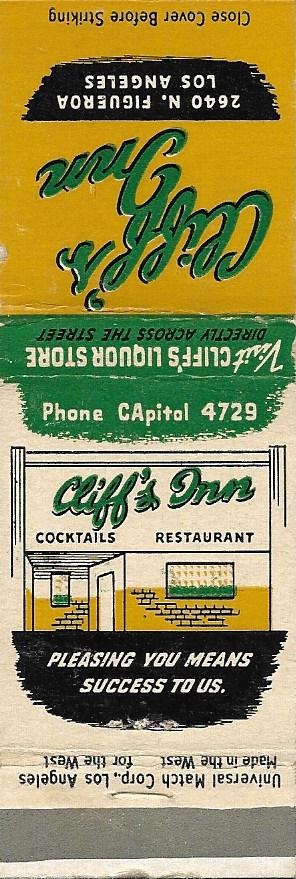 Close Cover Before Striking
2640 N. FIGUEROA
LOS ANGELES
Cliff's
Inn
Visit CLIFF'S LIQUOR STORE
DIRECTLY ACROSS THE STREET
Phone CApitol 4729
Cliff's Inn
COCKTAILS RESTAURANT
PLEASING YOU MEANS
SUCCESS TO US.
Universal Match Corp., Los Angeles
Made in the West for the West